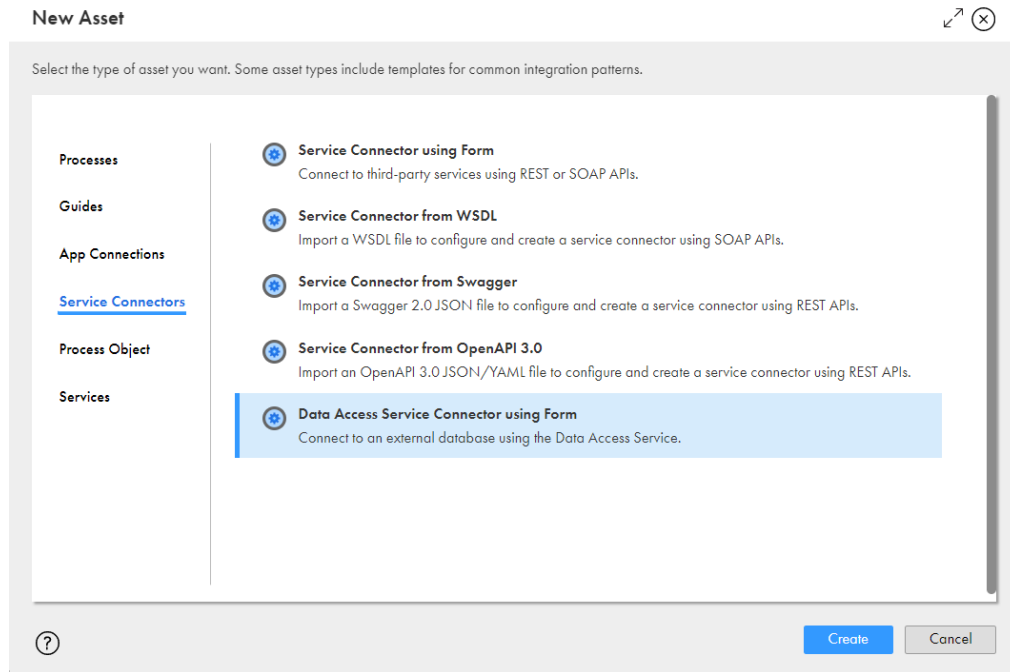 New Asset
Select the type of asset you want. Some asset types include templates for common integration patterns.
Processes
Guides
App Connections
Service Connectors
Process Object
Services
Service Connector using Form
Connect to third-party services using REST or SOAP APIs.
Service Connector from WSDL
Import a WSDL file to configure and create a service connector using SOAP APIs.
Service Connector from Swagger
Import a Swagger 2.0 JSON file to configure and create a service connector using REST APIs.
Service Connector from OpenAPI 3.0
Import an OpenAPI 3.0 JSON/YAML file to configure and create a service connector using REST APIs.
Data Access Service Connector using Form
Connect to an external database using the Data Access Service.
?
Create
Cancel